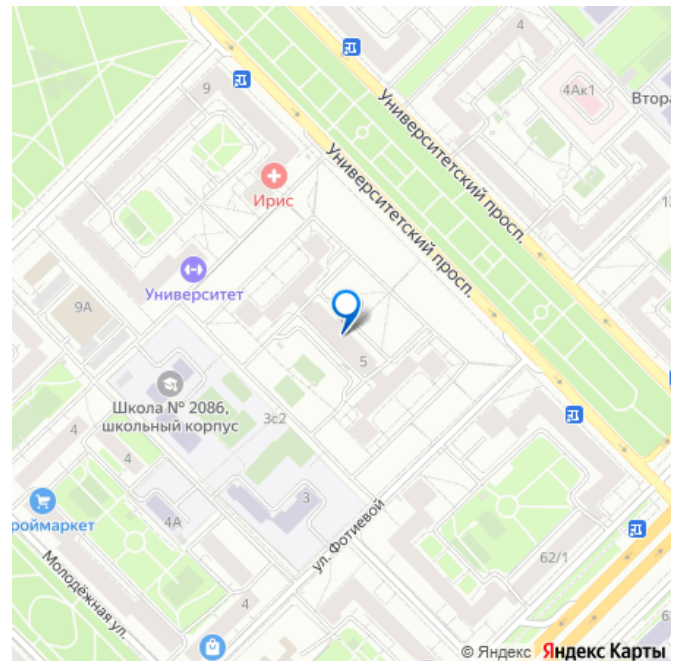 4
4Ак1
Втора
Университетский просп.
9
Университетский просп.
Ирис
Университет
9А
5
Школа № 2086,
школьный корпус
3с2
4
4
3
4А
роймаркет
ул. Фотиевой
62/1
Молодёжная ул.
4
© Яндекс Яндекс Карты